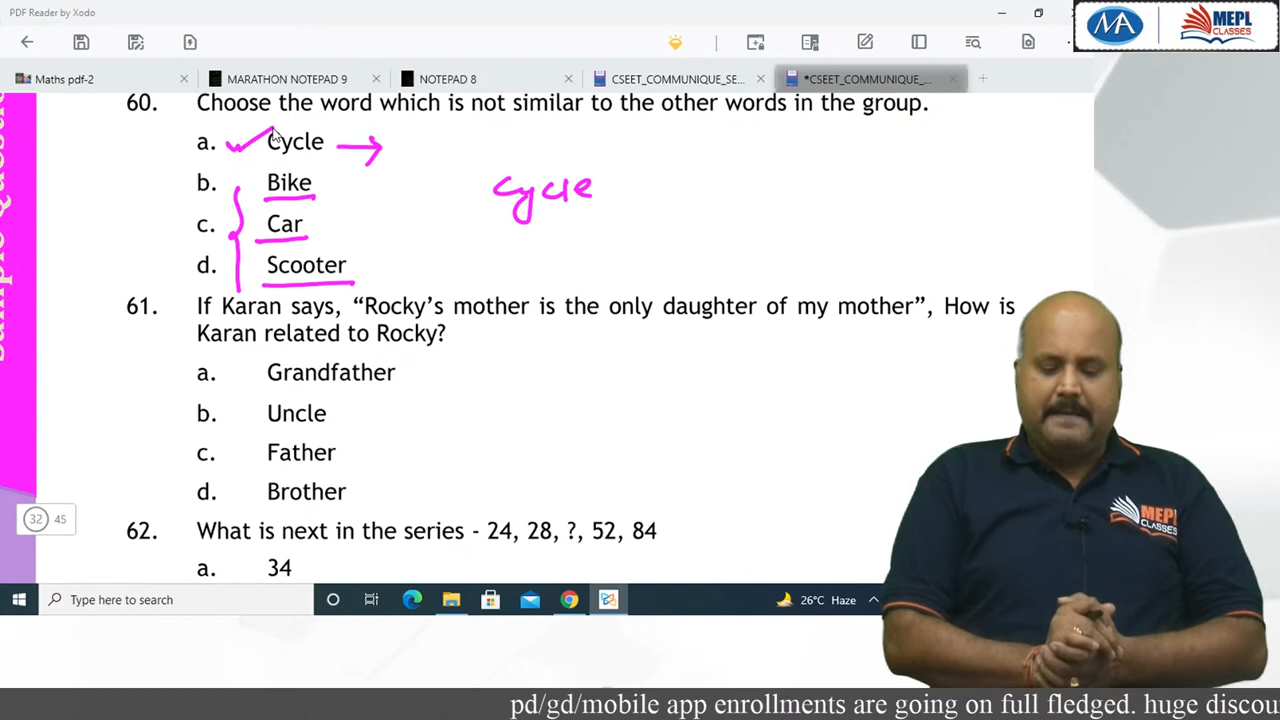 PDF Reader by Xodo
MA
MEPL
CLASSES
Maths pdf-2
MARATHON NOTEPAD 9
NOTEPAD 8
CSEET_COMMUNIQUE_SE...
*CSEET_COMMUNIQUE_...
60. Choose the word which is not similar to the other words in the group.
a. Cycle
b. Bike
cycle
c. Car
d. Scooter
61. If Karan says, “Rocky’s mother is the only daughter of my mother”, How is
Karan related to Rocky?
a. Grandfather
b. Uncle
c. Father
d. Brother
62. What is next in the series - 24, 28, ?, 52, 84
a. 34
Sample Questio
32 45
MEPL
CLASSES
Type here to search
26°C Haze
pd/gd/mobile app enrollments are going on full fledged. huge discou